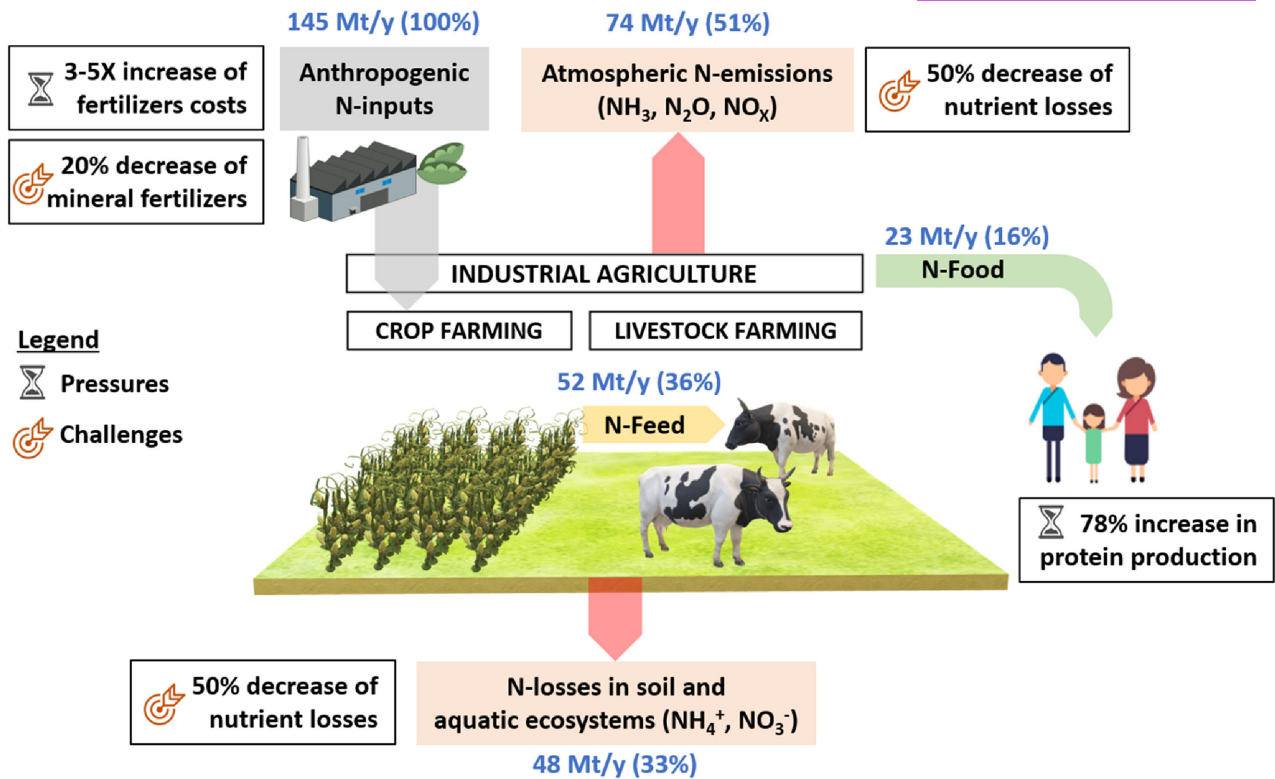 145 Mt/y (100%)
74 Mt/y (51%)
3-5X increase of
fertilizers costs
Anthropogenic
N-inputs
Atmospheric N-emissions
(NH₃, N₂O, NOₓ)
50% decrease of
nutrient losses
20% decrease of
mineral fertilizers
23 Mt/y (16%)
N-Food
INDUSTRIAL AGRICULTURE
CROP FARMING
LIVESTOCK FARMING
Legend
Pressures
Challenges
52 Mt/y (36%)
N-Feed
78% increase in
protein production
50% decrease of
nutrient losses
N-losses in soil and
aquatic ecosystems (NH₄⁺, NO₃⁻)
48 Mt/y (33%)